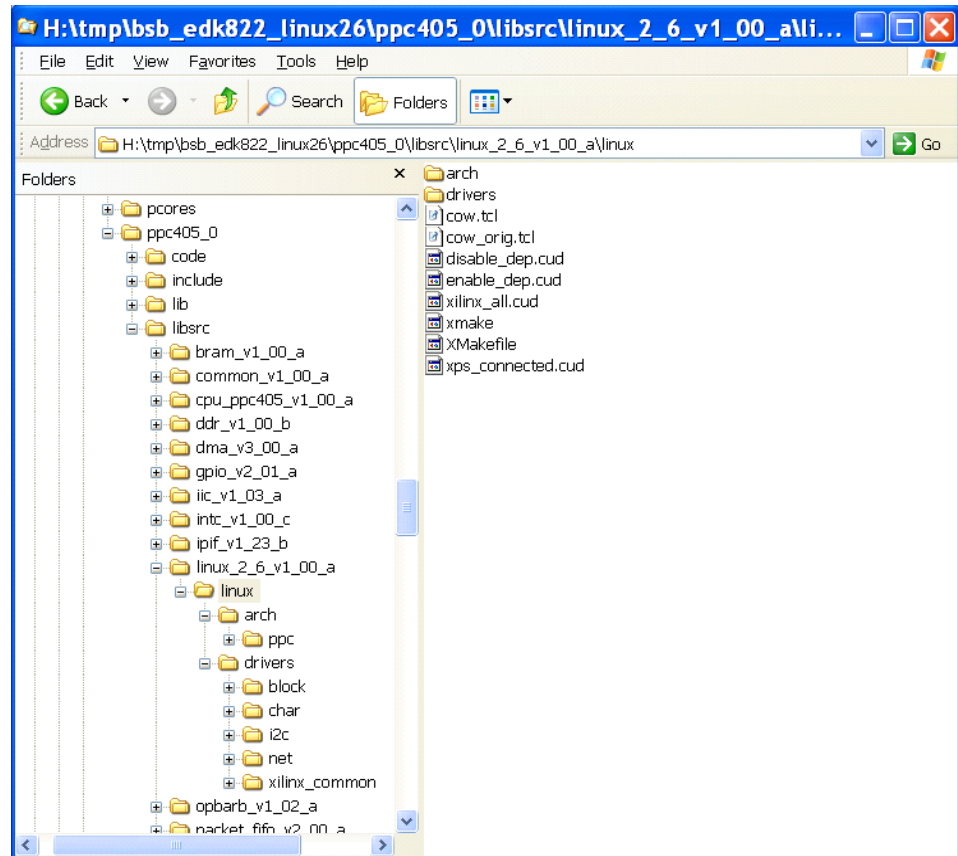 H:\tmp\bsb_edk822_linux26\ppc405_0\libsrc\linux_2_6_v1_00_a\li...
File Edit View Favorites Tools Help
Back Search Folders
Address H:\tmp\bsb_edk822_linux26\ppc405_0\libsrc\linux_2_6_v1_00_a\linux Go
Folders
pcores
ppc405_0
code
include
lib
libsrc
bram_v1_00_a
common_v1_00_a
cpu_ppc405_v1_00_a
ddr_v1_00_b
dma_v3_00_a
gpio_v2_01_a
iic_v1_03_a
intc_v1_00_c
ipif_v1_23_b
linux_2_6_v1_00_a
linux
arch
ppc
drivers
block
char
i2c
net
xilinx_common
opbarb_v1_02_a
packet_fifo_v2_00_a
arch
drivers
cow.tcl
cow_orig.tcl
disable_dep.cud
enable_dep.cud
xilinx_all.cud
xmake
XMakefile
xps_connected.cud